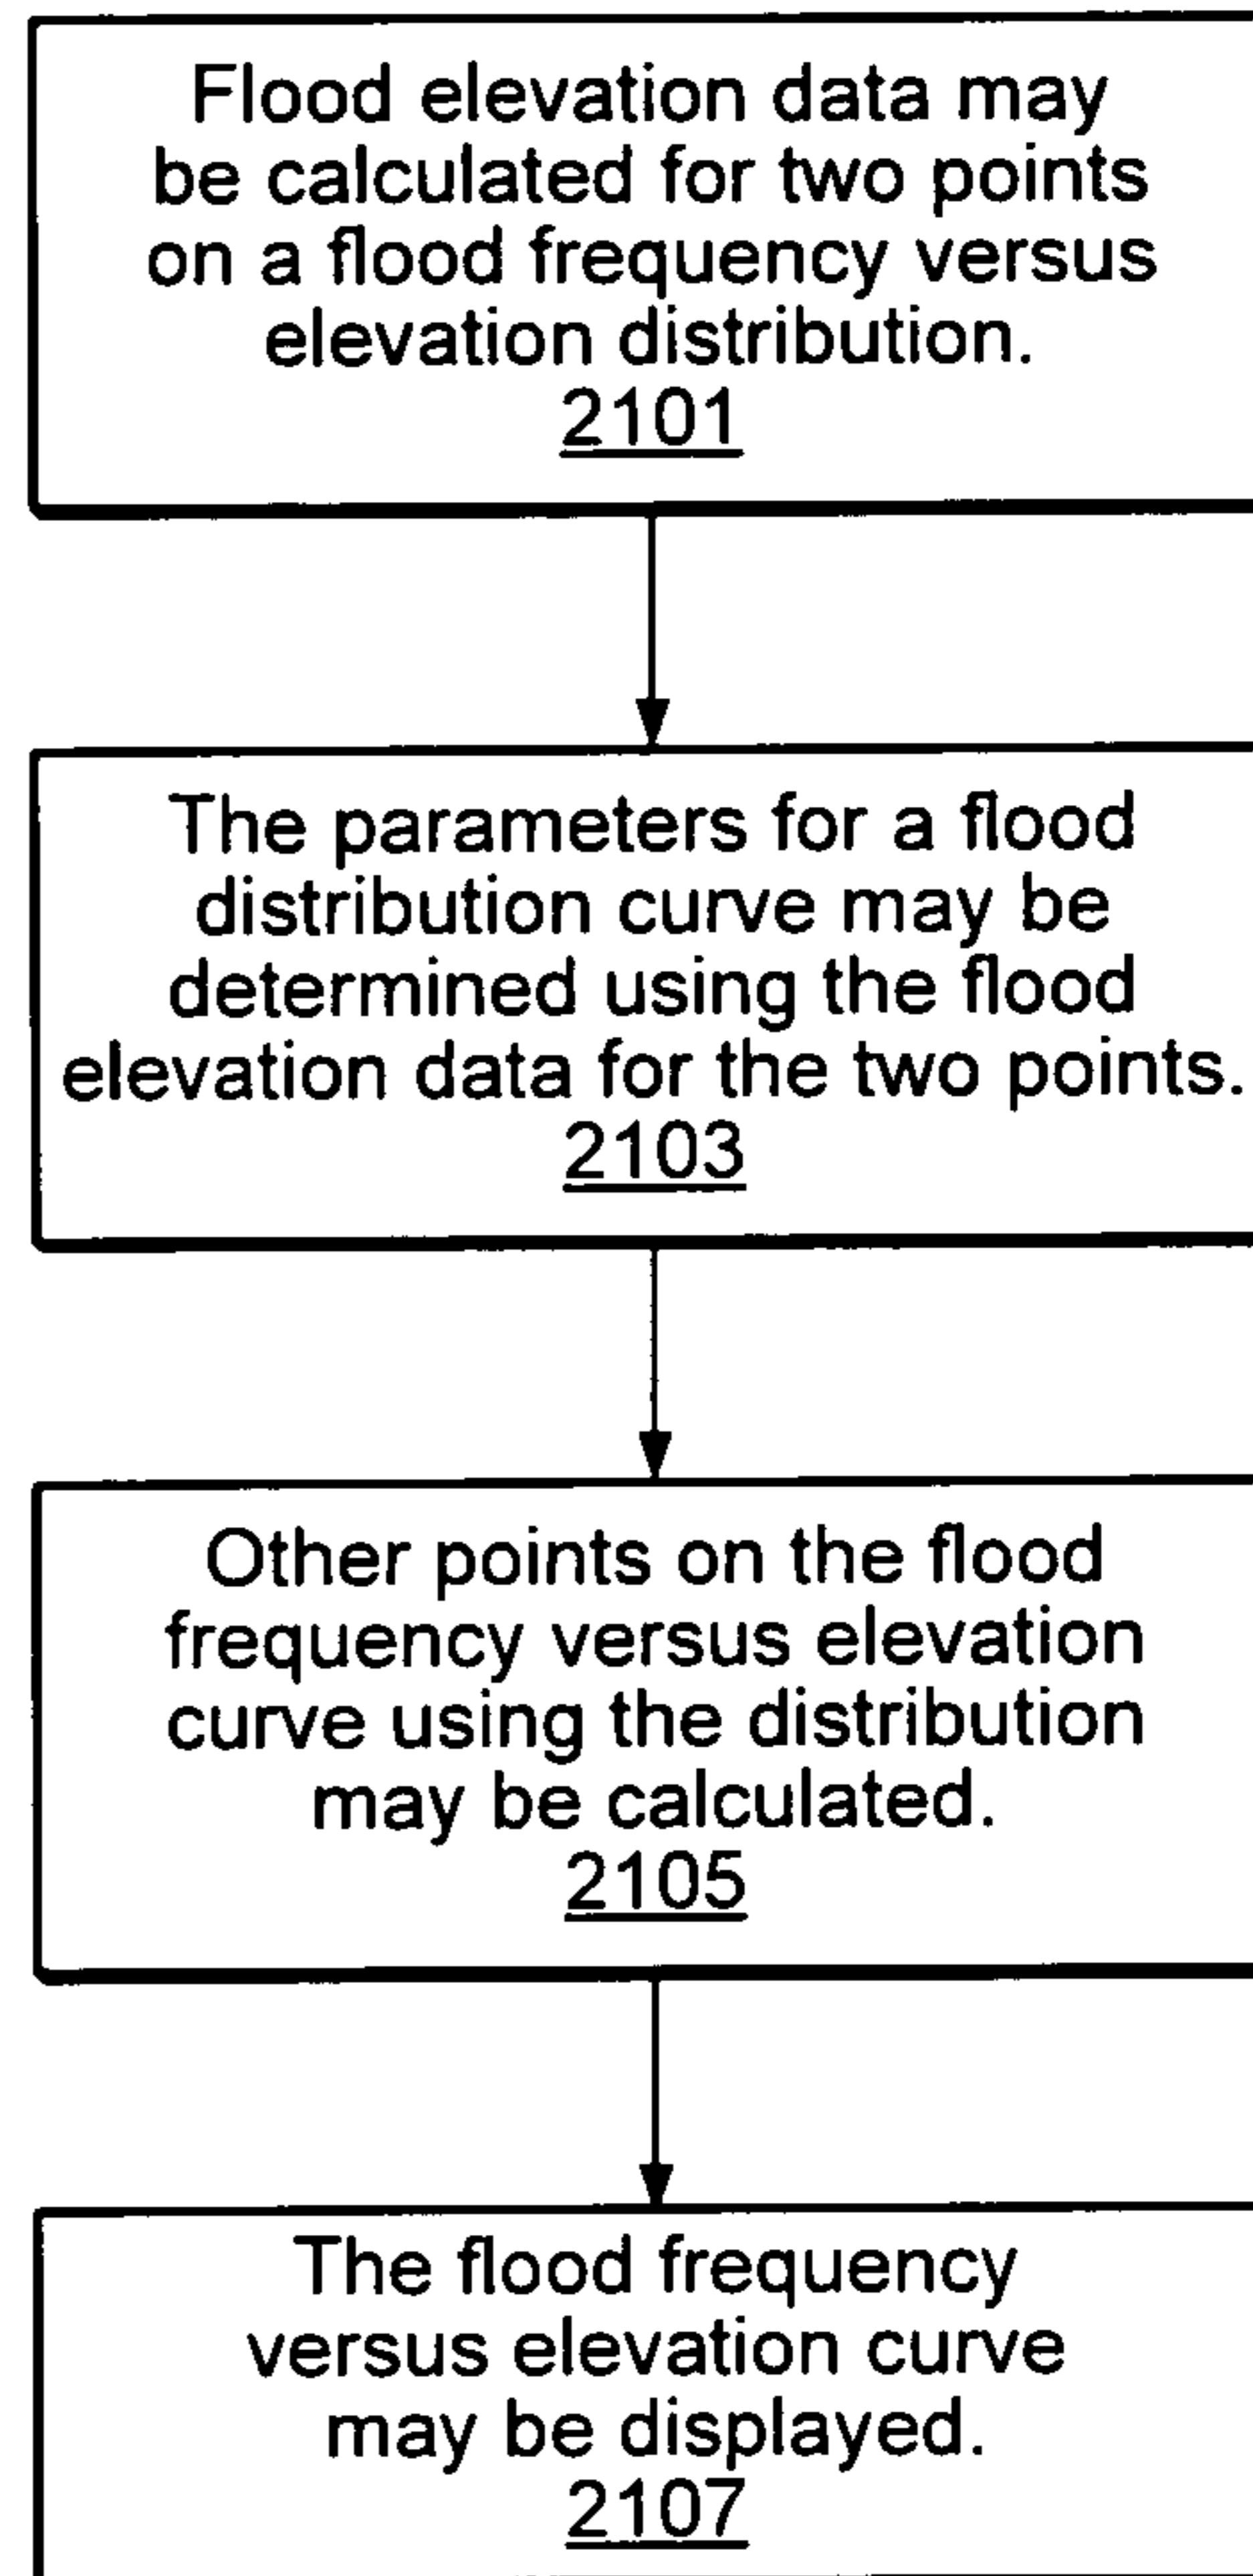 Flood elevation data may
be calculated for two points
on a flood frequency versus
elevation distribution.
2101
The parameters for a flood
distribution curve may be
determined using the flood
elevation data for the two points.
2103
Other points on the flood
frequency versus elevation
curve using the distribution
may be calculated.
2105
The flood frequency
versus elevation curve
may be displayed.
2107